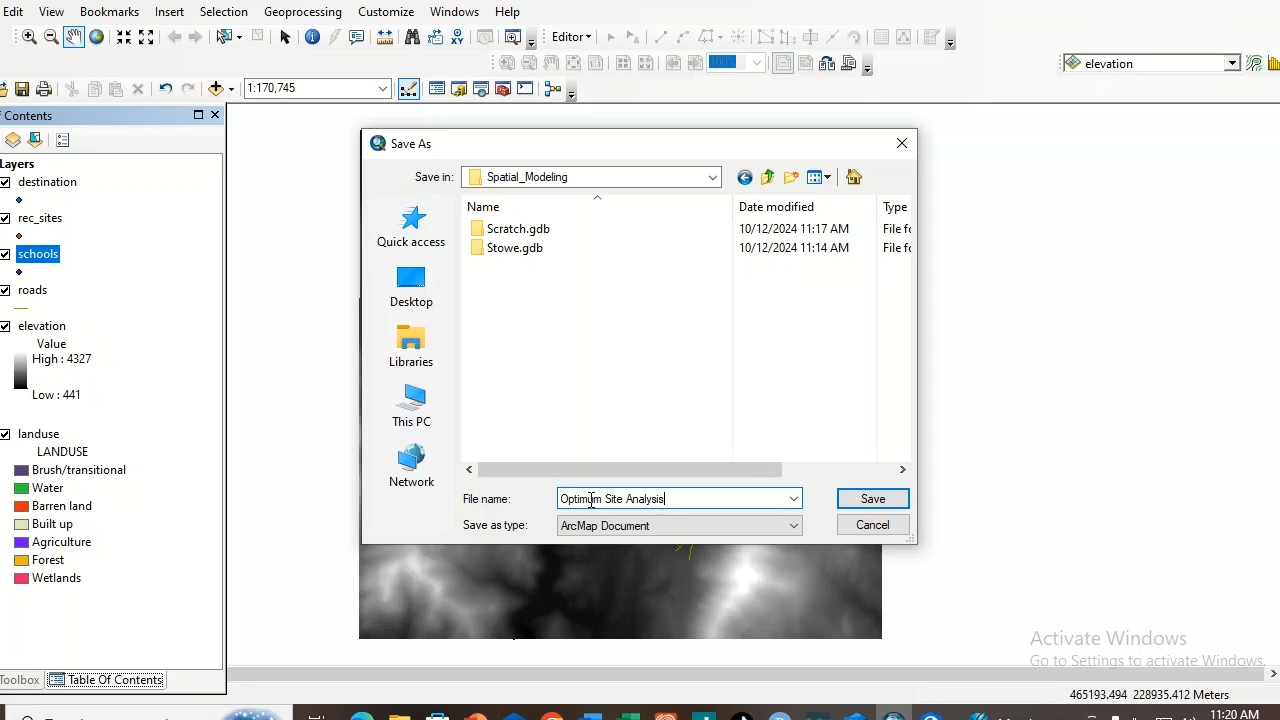 Edit View Bookmarks Insert Selection Geoprocessing Customize Windows Help
Editor
elevation
1:170,745
Contents
Layers
destination
rec_sites
schools
roads
elevation
Value
High : 4327
Low : 441
landuse
LANDUSE
Brush/transitional
Water
Barren land
Built up
Agriculture
Forest
Wetlands
Toolbox Table Of Contents
Save As
Save in: Spatial_Modeling
Name Date modified Type
Scratch.gdb 10/12/2024 11:17 AM File fo
Stowe.gdb 10/12/2024 11:14 AM File fo
Quick access
Desktop
Libraries
This PC
Network
File name: Optimum Site Analysis Save
Save as type: ArcMap Document Cancel
Activate Windows
Go to Settings to activate Windows.
465193.494 228935.412 Meters
11:20 AM